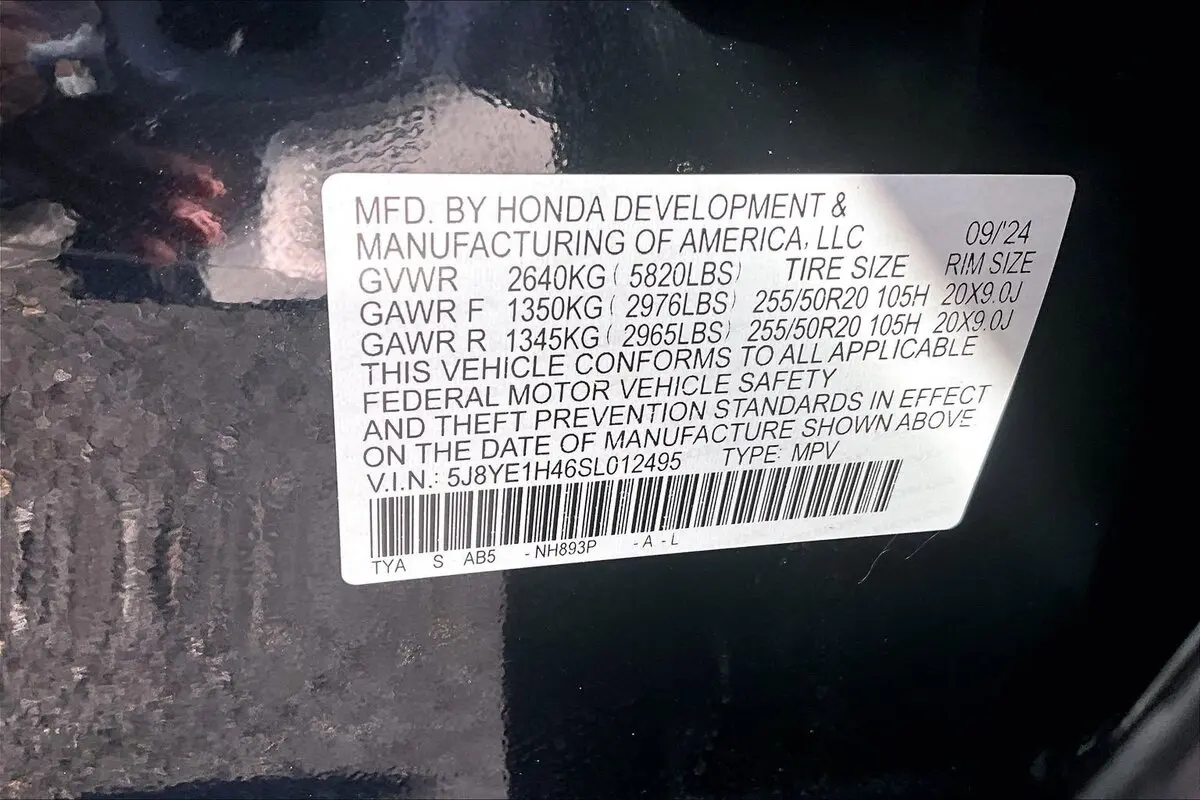 MFD. BY HONDA DEVELOPMENT &
MANUFACTURING OF AMERICA, LLC 09/'24
GVWR 2640KG ( 5820LBS) TIRE SIZE RIM SIZE
GAWR F 1350KG ( 2976LBS) 255/50R20 105H 20X9.0J
GAWR R 1345KG ( 2965LBS) 255/50R20 105H 20X9.0J
THIS VEHICLE CONFORMS TO ALL APPLICABLE
FEDERAL MOTOR VEHICLE SAFETY
AND THEFT PREVENTION STANDARDS IN EFFECT
ON THE DATE OF MANUFACTURE SHOWN ABOVE.
V.I.N.: 5J8YE1H46SL012495 TYPE: MPV
TYA S AB5 - NH893P - A - L